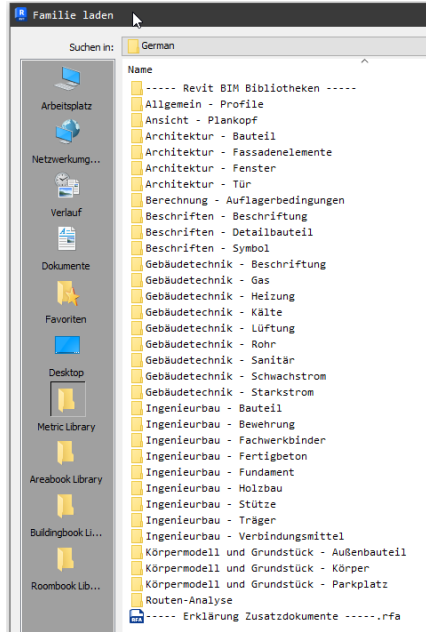 Familie laden
Suchen in:
German
Arbeitsplatz
Netzwerkumg...
Verlauf
Dokumente
Favoriten
Desktop
Metric Library
Areabook Library
Buildingbook Li...
Roombook Lib...
Name
----- Revit BIM Bibliotheken -----
Allgemein - Profile
Ansicht - Plankopf
Architektur - Bauteil
Architektur - Fassadenelemente
Architektur - Fenster
Architektur - Tür
Berechnung - Auflagerbedingungen
Beschriften - Beschriftung
Beschriften - Detailbauteil
Beschriften - Symbol
Gebäudetechnik - Beschriftung
Gebäudetechnik - Gas
Gebäudetechnik - Heizung
Gebäudetechnik - Kälte
Gebäudetechnik - Lüftung
Gebäudetechnik - Rohr
Gebäudetechnik - Sanitär
Gebäudetechnik - Schwachstrom
Gebäudetechnik - Starkstrom
Ingenieurbau - Bauteil
Ingenieurbau - Bewehrung
Ingenieurbau - Fachwerkbinder
Ingenieurbau - Fertigbeton
Ingenieurbau - Fundament
Ingenieurbau - Holzbau
Ingenieurbau - Stütze
Ingenieurbau - Träger
Ingenieurbau - Verbindungsmittel
Körpermodell und Grundstück - Außenbauteil
Körpermodell und Grundstück - Körper
Körpermodell und Grundstück - Parkplatz
Routen-Analyse
----- Erklärung Zusatzdokumente -----.rfa